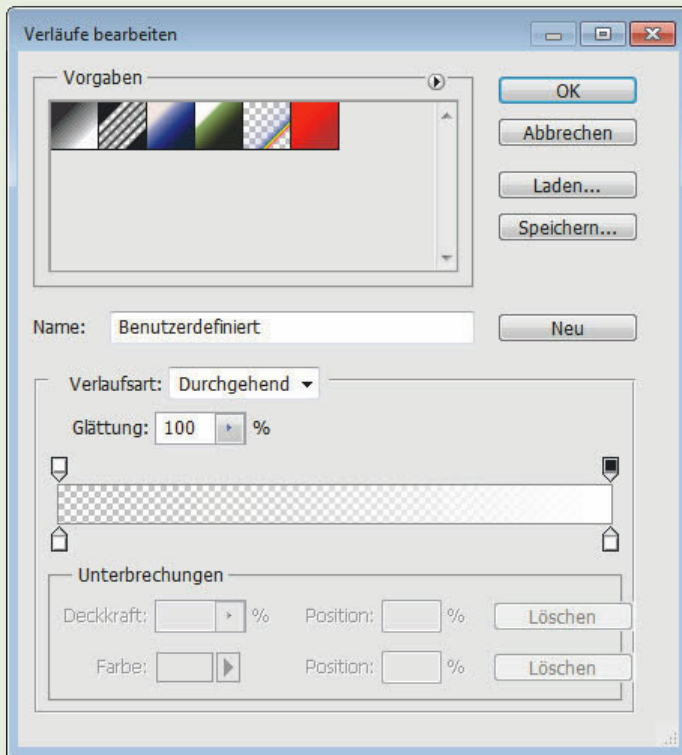 Verläufe bearbeiten
Vorgaben
OK
Abbrechen
Laden...
Speichern...
Name: Benutzerdefiniert
Neu
Verlaufsart: Durchgehend
Glättung: 100 %
Unterbrechungen
Deckkraft: % Position: % Löschen
Farbe: Position: % Löschen